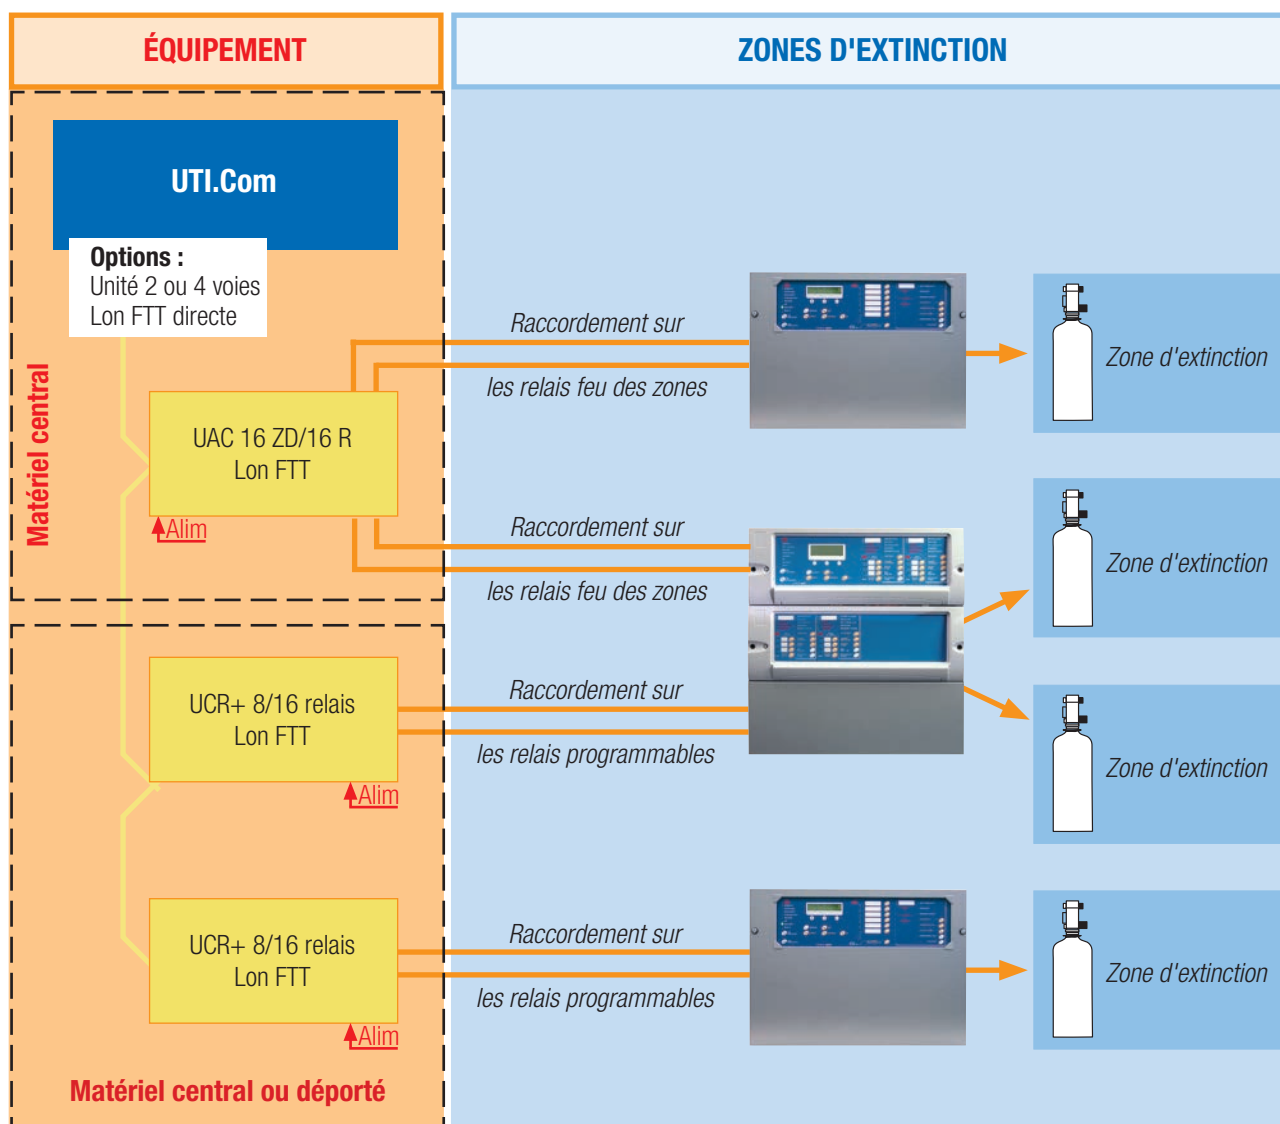 ÉQUIPEMENT
ZONES D'EXTINCTION
UTI.Com
Options :
Unité 2 ou 4 voies
Lon FTT directe
Matériel central
UAC 16 ZD/16 R
Lon FTT
Alim
Raccordement sur
les relais feu des zones
Zone d'extinction
Raccordement sur
les relais feu des zones
Zone d'extinction
UCR+ 8/16 relais
Lon FTT
Alim
Raccordement sur
les relais programmables
Zone d'extinction
UCR+ 8/16 relais
Lon FTT
Alim
Raccordement sur
les relais programmables
Zone d'extinction
Matériel central ou déporté